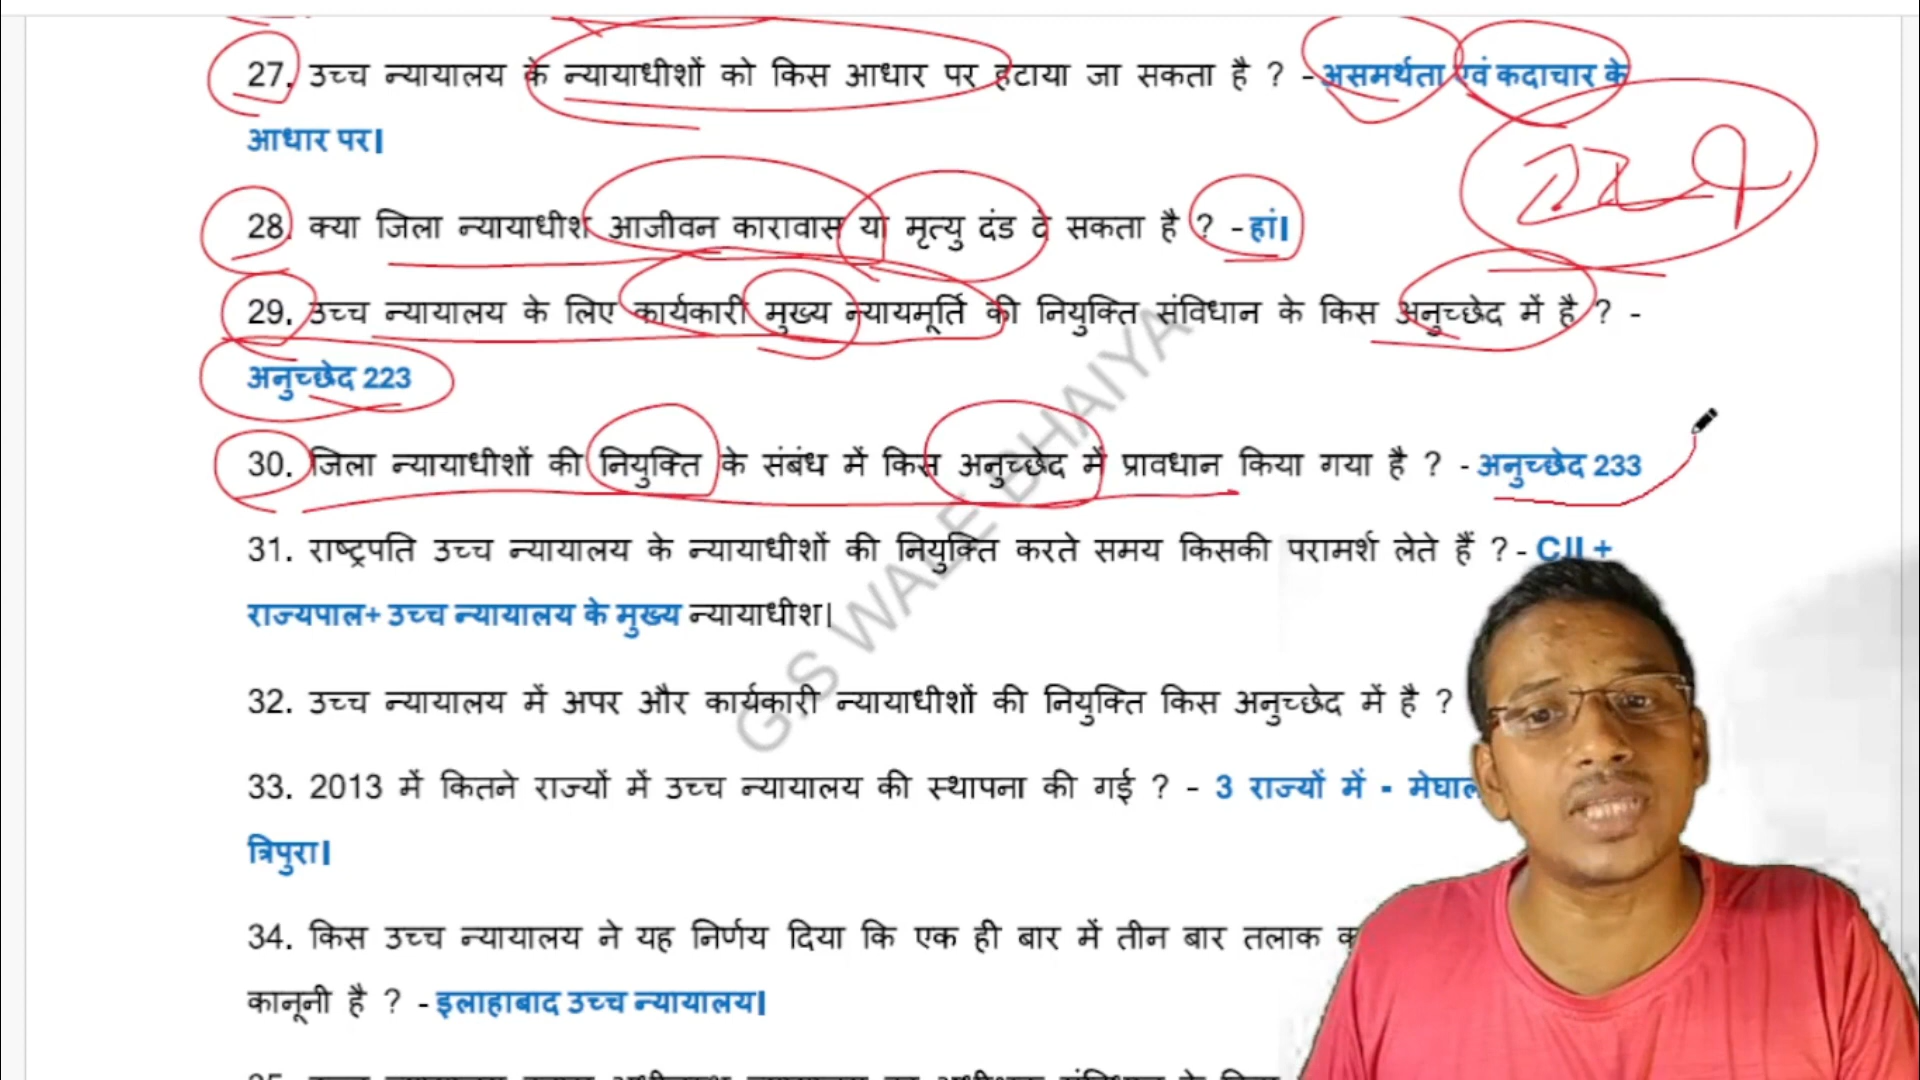 27. उच्च न्यायालय के न्यायाधीशों को किस आधार पर हटाया जा सकता है ? - असमर्थता एवं कदाचार के
आधार पर।
28. क्या जिला न्यायाधीश आजीवन कारावास या मृत्यु दंड दे सकता है ? - हां।
29. उच्च न्यायालय के लिए कार्यकारी मुख्य न्यायमूर्ति की नियुक्ति संविधान के किस अनुच्छेद में है ? -
अनुच्छेद 223
30. जिला न्यायाधीशों की नियुक्ति के संबंध में किस अनुच्छेद में प्रावधान किया गया है ? - अनुच्छेद 233
31. राष्ट्रपति उच्च न्यायालय के न्यायाधीशों की नियुक्ति करते समय किसकी परामर्श लेते हैं ? - CJI +
राज्यपाल+ उच्च न्यायालय के मुख्य न्यायाधीश।
32. उच्च न्यायालय में अपर और कार्यकारी न्यायाधीशों की नियुक्ति किस अनुच्छेद में है ?
33. 2013 में कितने राज्यों में उच्च न्यायालय की स्थापना की गई ? - 3 राज्यों में -
त्रिपुरा।
34. किस उच्च न्यायालय ने यह निर्णय दिया कि एक ही बार में तीन बार तलाक
कानूनी है ? - इलाहाबाद उच्च न्यायालय।
G.S WALE BHAIYA